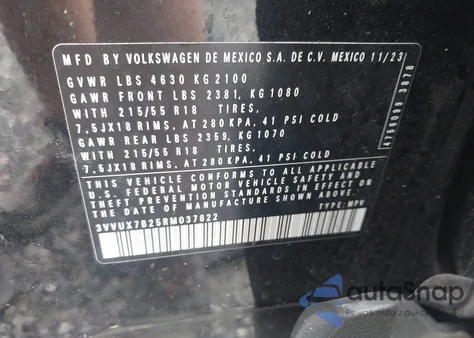 MFD BY VOLKSWAGEN DE MEXICO S.A. DE C.V. MEXICO 11/23
GVWR LBS 4630 KG 2100
GAWR FRONT LBS 2381, KG 1080
WITH 215/55 R18 TIRES,
7.5JX18 RIMS, AT 280 KPA, 41 PSI COLD
GAWR REAR LBS 2359, KG 1070
WITH 215/55 R18 TIRES,
7.5JX18 RIMS, AT 280 KPA, 41 PSI COLD
THIS VEHICLE CONFORMS TO ALL APPLICABLE
U.S. FEDERAL MOTOR VEHICLE SAFETY AND
THEFT PREVENTION STANDARDS IN EFFECT ON
THE DATE OF MANUFACTURE SHOWN ABOVE.
3VVUX7B25RM037822 TYPE: MPV
3878
autoSnap